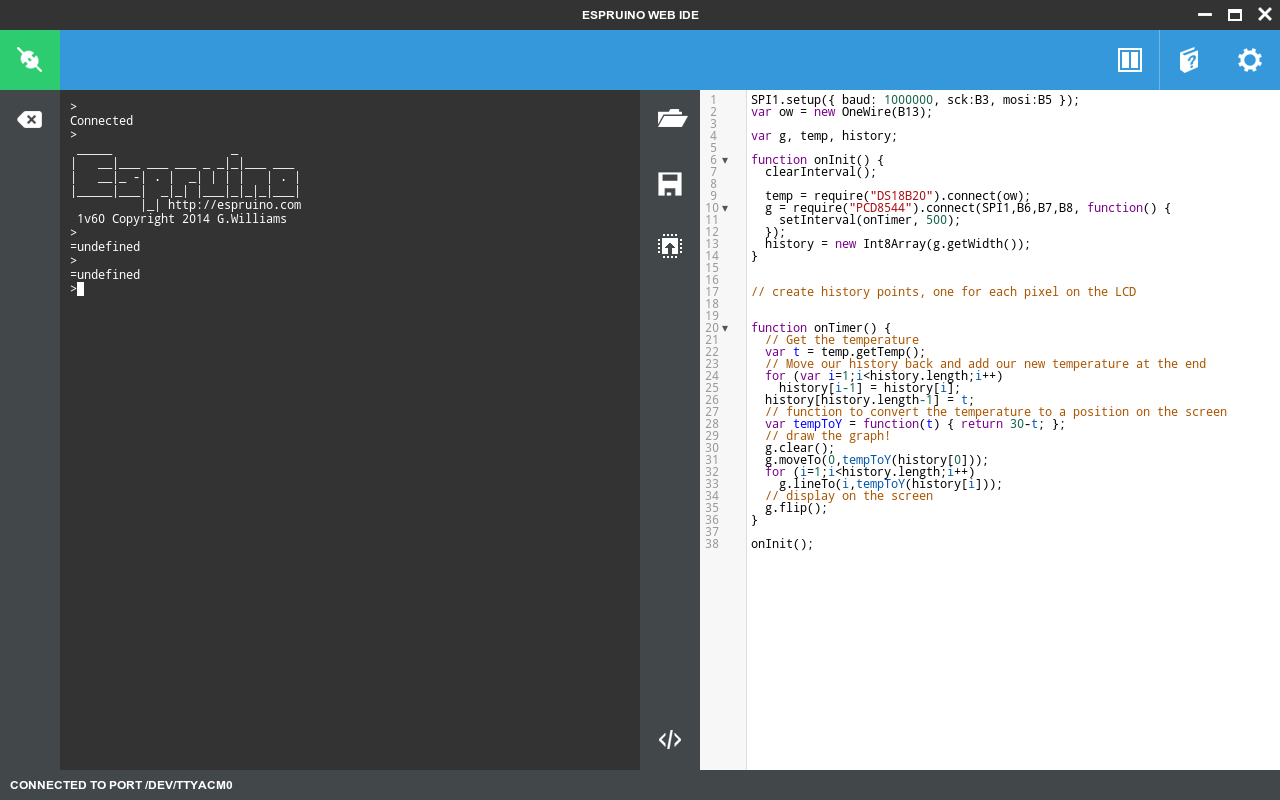 ESPRUINO WEB IDE
>
Connected
>
 _____                 _
|   __|___ ___ ___ _ _|_|___ ___
|   __|_ -| . |  _| | | |   | . |
|_____|___|  _|_| |___|_|_|_|___|
          |_| http://espruino.com
 1v60 Copyright 2014 G.Williams
>
=undefined
>
=undefined
>
1 SPI1.setup({ baud: 1000000, sck:B3, mosi:B5 });
2 var ow = new OneWire(B13);
3
4 var g, temp, history;
5
6 function onInit() {
7   clearInterval();
8
9   temp = require("DS18B20").connect(ow);
10   g = require("PCD8544").connect(SPI1,B6,B7,B8, function() {
11     setInterval(onTimer, 500);
12   });
13   history = new Int8Array(g.getWidth());
14 }
15
16
17 // create history points, one for each pixel on the LCD
18
19
20 function onTimer() {
21   // Get the temperature
22   var t = temp.getTemp();
23   // Move our history back and add our new temperature at the end
24   for (var i=1;i<history.length;i++)
25     history[i-1] = history[i];
26   history[history.length-1] = t;
27   // function to convert the temperature to a position on the screen
28   var tempToY = function(t) { return 30-t; };
29   // draw the graph!
30   g.clear();
31   g.moveTo(0,tempToY(history[0]));
32   for (i=1;i<history.length;i++)
33     g.lineTo(i,tempToY(history[i]));
34   // display on the screen
35   g.flip();
36 }
37
38 onInit();
CONNECTED TO PORT /DEV/TTYACM0